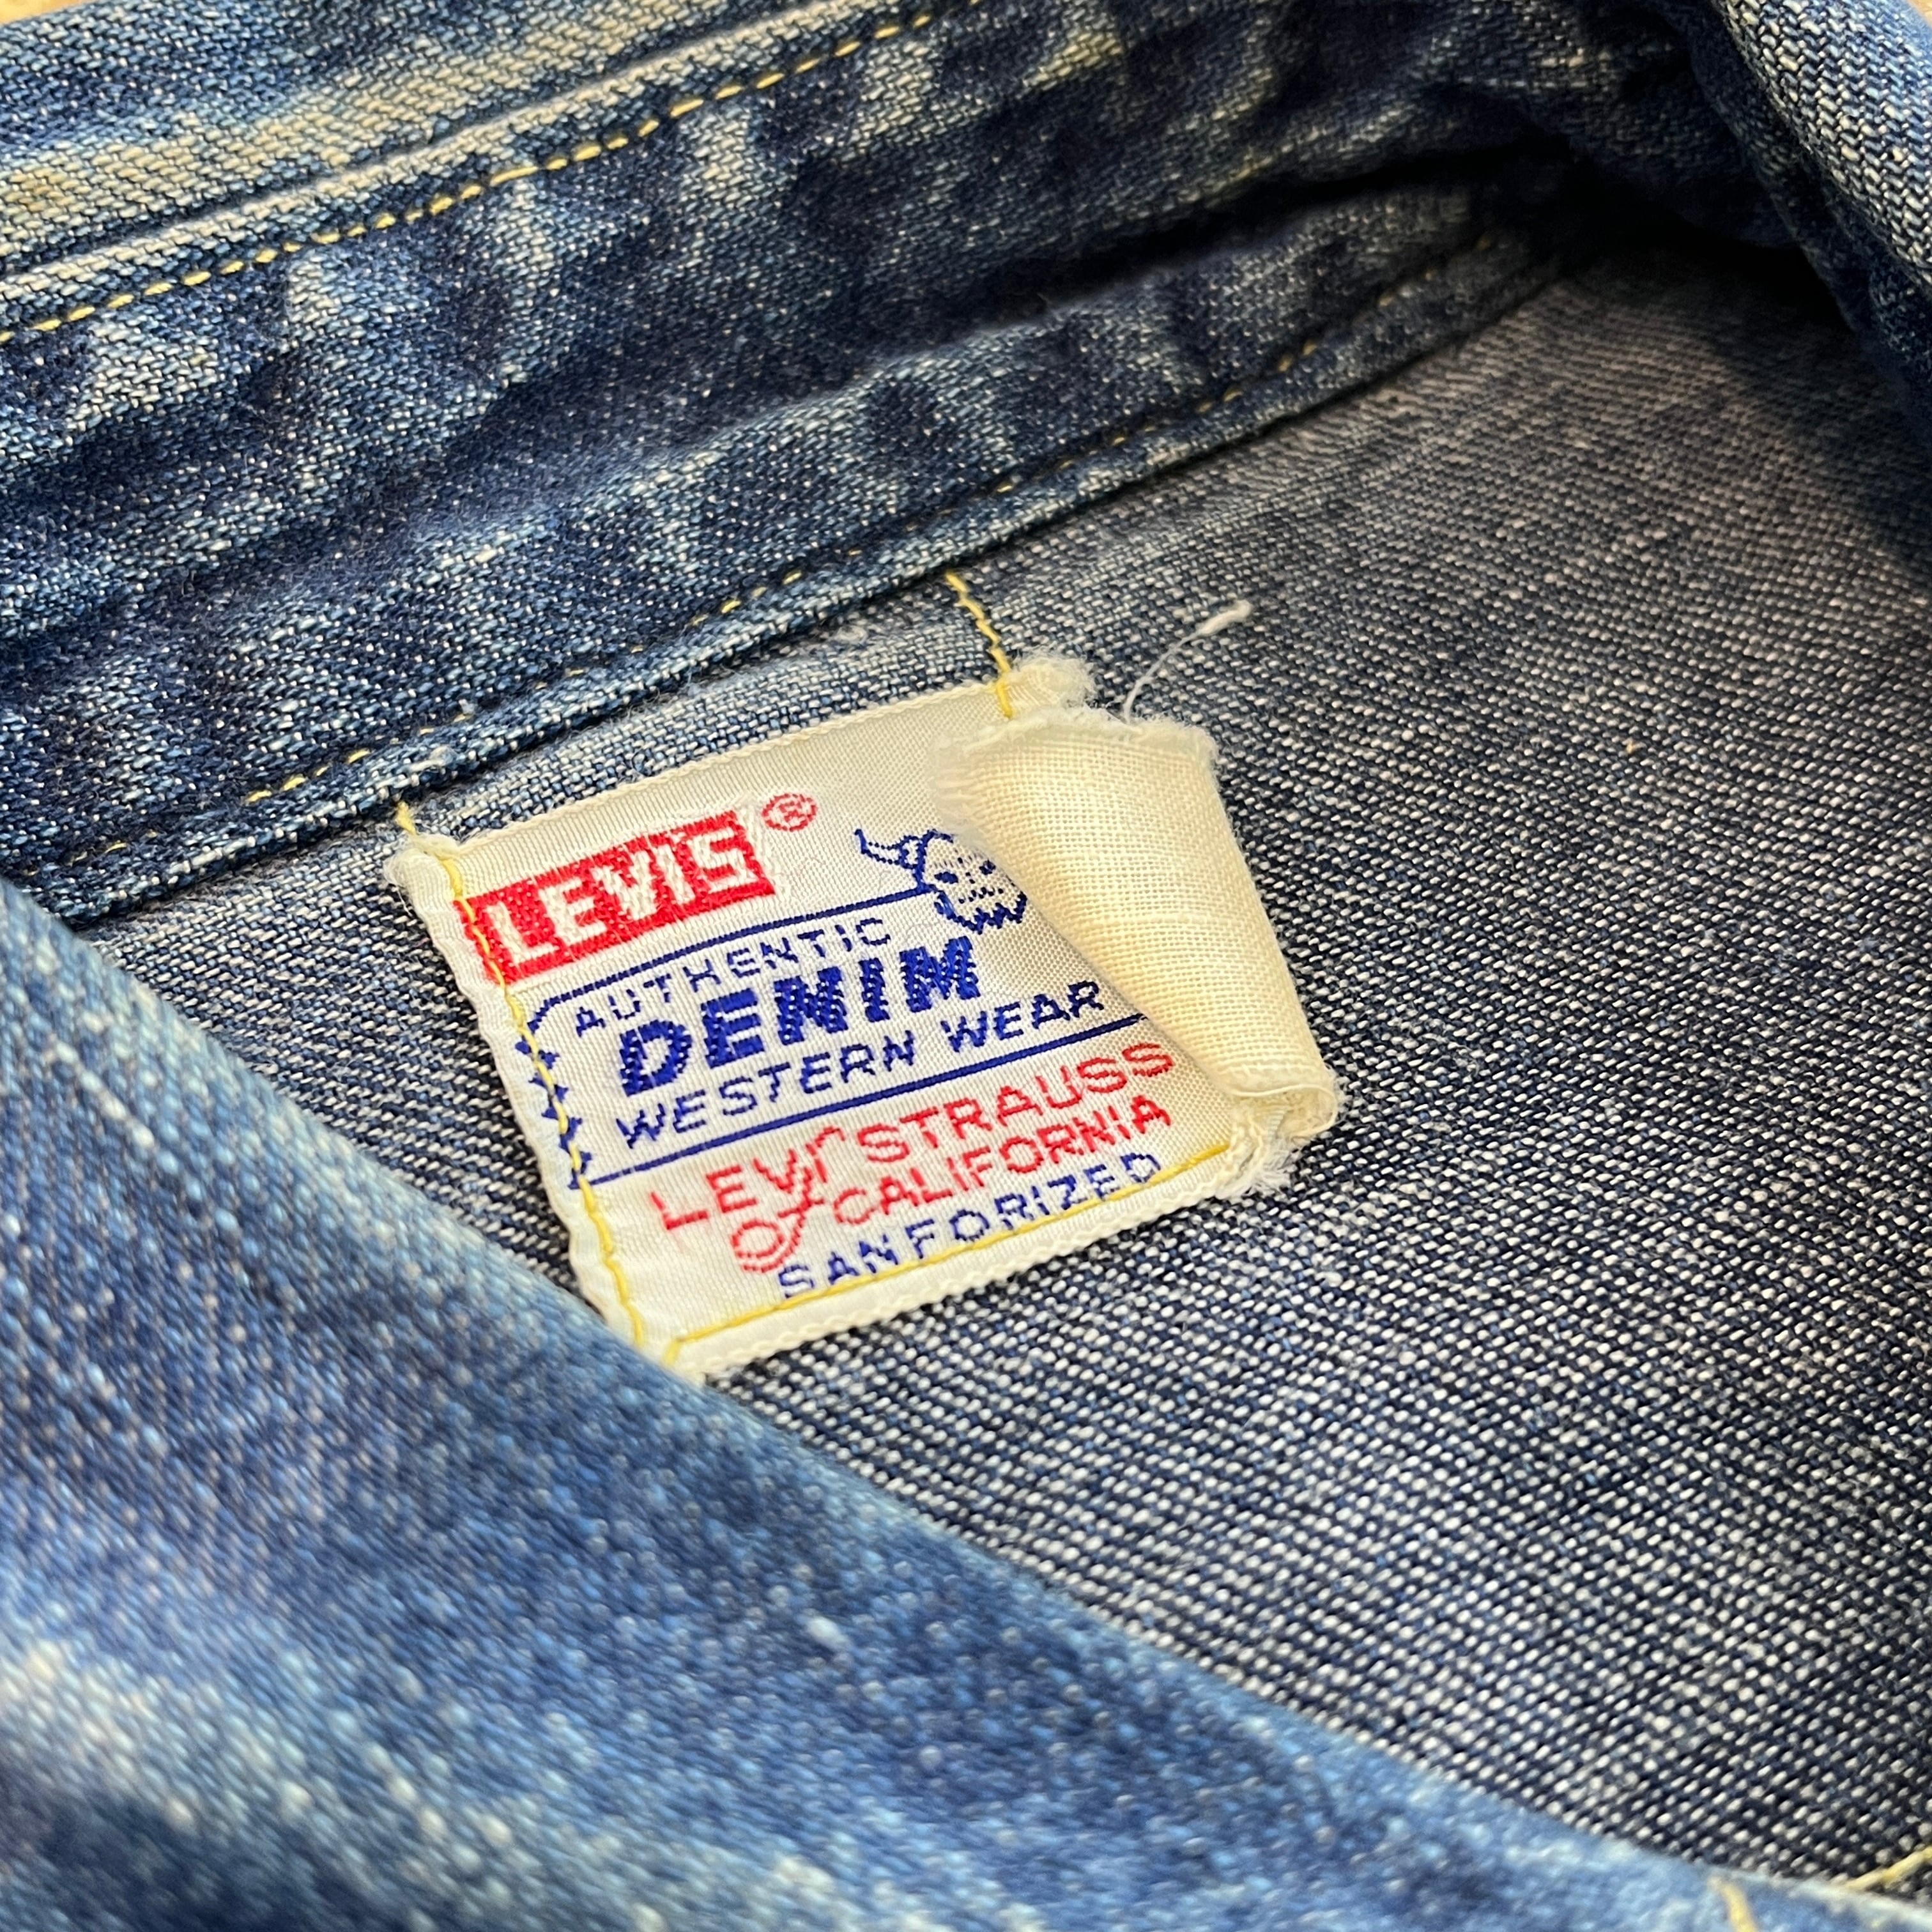 LEVIS®
AUTHENTIC
DENIM
WESTERN WEAR
LEVI STRAUSS
OF CALIFORNIA
SANFORIZED